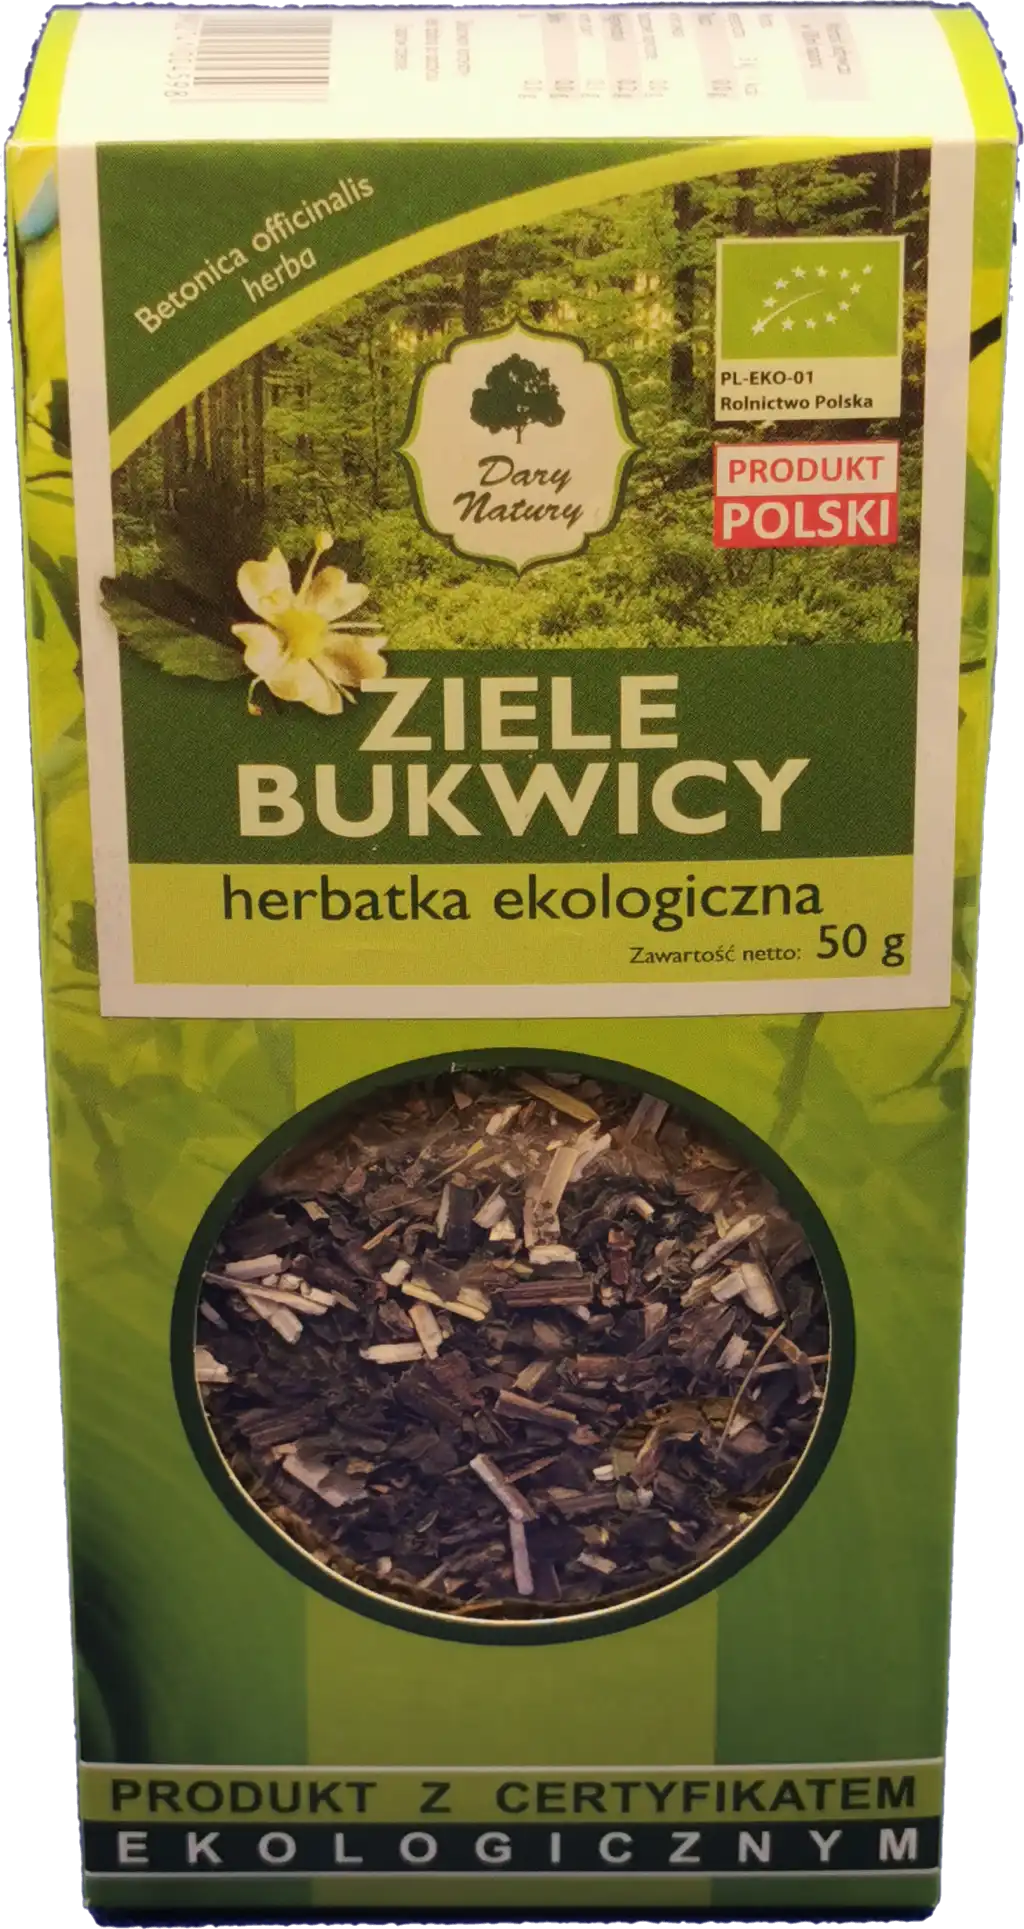 Betonica officinalis
herba
PL-EKO-01
Rolnictwo Polska
Dary
Natury
PRODUKT
POLSKI
ZIELE
BUKWICY
herbatka ekologiczna
Zawartość netto: 50 g
PRODUKT Z CERTYFIKATEM
EKOLOGICZNYM